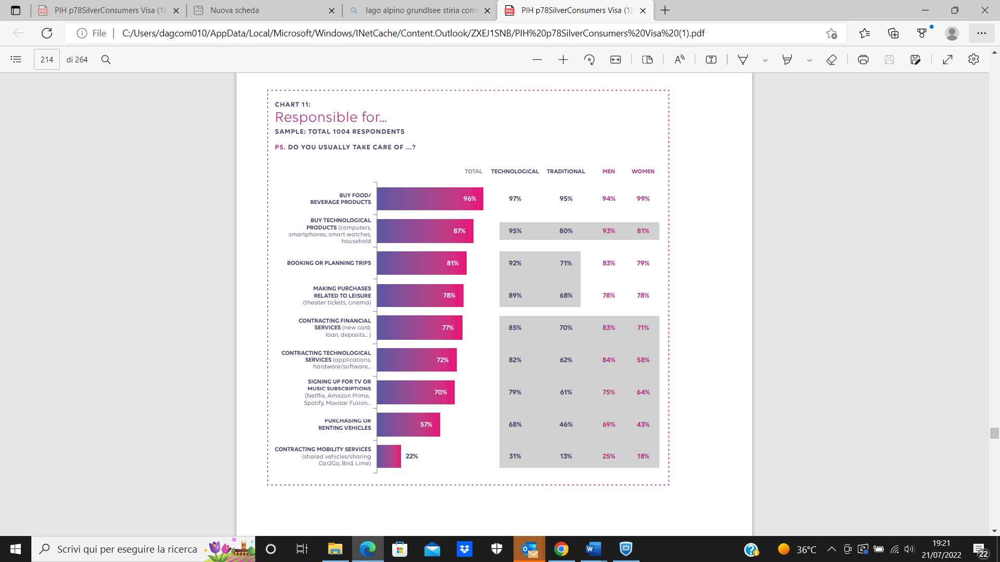 PIH p78SilverConsumers Visa (1)
Nuova scheda
lago alpino grundlsee stiria com
PIH p78SilverConsumers Visa (1).
File
C:/Users/dagcom010/AppData/Local/Microsoft/Windows/INetCache/Content.Outlook/ZXEJ1SNB/PIH%20p78SilverConsumers%20Visa%20(1).pdf
214 di 264
CHART 11:
Responsible for...
SAMPLE: TOTAL 1004 RESPONDENTS
P5. DO YOU USUALLY TAKE CARE OF ...?
TOTAL TECHNOLOGICAL TRADITIONAL MEN WOMEN
BUY FOOD/
BEVERAGE PRODUCTS
96% 97% 95% 94% 99%
BUY TECHNOLOGICAL
PRODUCTS (computers,
smartphones, smart watches,
household
87% 95% 80% 93% 81%
BOOKING OR PLANNING TRIPS
81% 92% 71% 83% 79%
MAKING PURCHASES
RELATED TO LEISURE
(theater tickets, cinema)
78% 89% 68% 78% 78%
CONTRACTING FINANCIAL
SERVICES (new card,
loan, deposits... )
77% 85% 70% 83% 71%
CONTRACTING TECHNOLOGICAL
SERVICES (applications,
hardware/software...
72% 82% 62% 84% 58%
SIGNING UP FOR TV OR
MUSIC SUBSCRIPTIONS
(Netflix, Amazon Prime,
Spotify, Movisar Fusion...
70% 79% 61% 75% 64%
PURCHASING OR
RENTING VEHICLES
57% 68% 46% 69% 43%
CONTRACTING MOBILITY SERVICES
(shared vehicles/sharing
Car2Go, Bird, Lime)
22% 31% 13% 25% 18%
Scrivi qui per eseguire la ricerca
36°C
19:21
21/07/2022
22